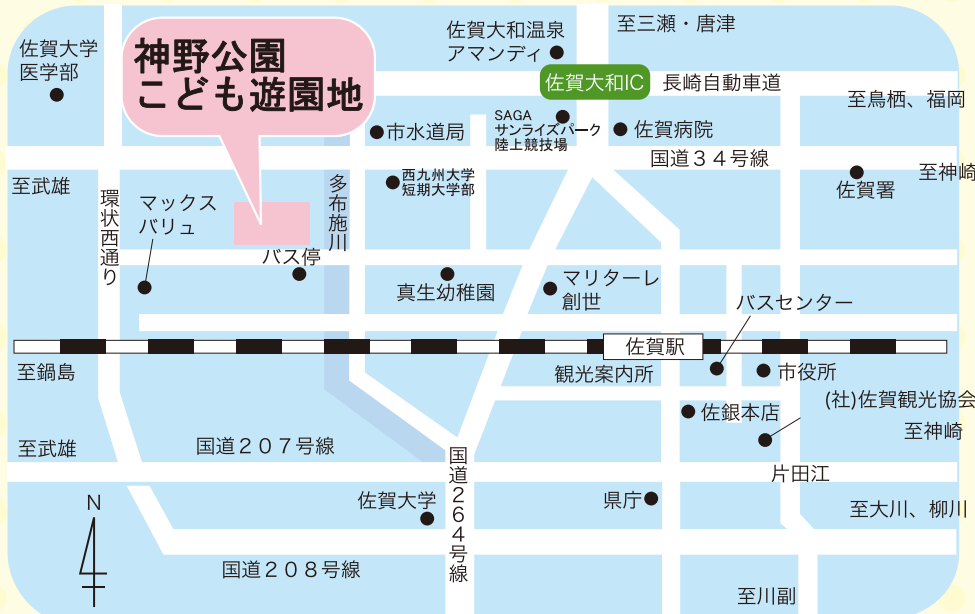 佐賀大学
医学部
神野公園
こども遊園地
佐賀大和温泉
アマンディ
至三瀬・唐津
佐賀大和IC
長崎自動車道
至鳥栖、福岡
市水道局
SAGA
サンライズパーク
陸上競技場
佐賀病院
国道34号線
至神崎
至武雄
西九州大学
短期大学部
佐賀署
環状西通り
マックス
バリュ
多布施川
バス停
真生幼稚園
マリターレ
創世
バスセンター
佐賀駅
至鍋島
観光案内所
市役所
(社)佐賀観光協会
佐銀本店
至神崎
至武雄
国道207号線
国道264号線
片田江
N
佐賀大学
県庁
至大川、柳川
国道208号線
至川副